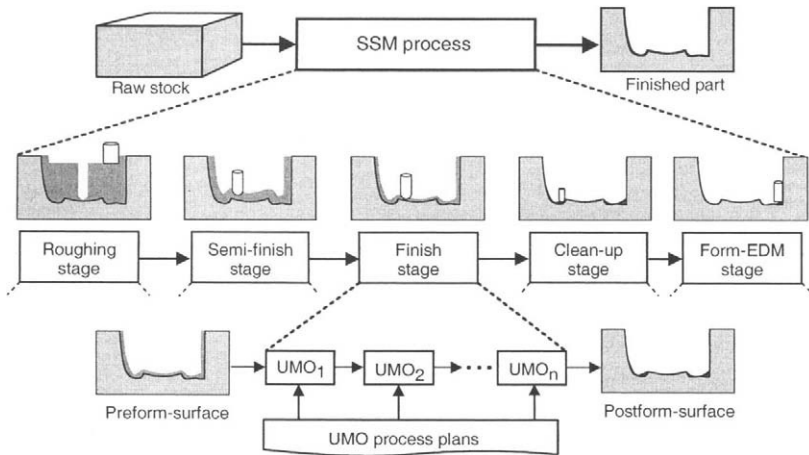 SSM process
Raw stock
Finished part
Roughing
stage
Semi-finish
stage
Finish
stage
Clean-up
stage
Form-EDM
stage
UMO1
UMO2
UMOn
Preform-surface
Postform-surface
UMO process plans